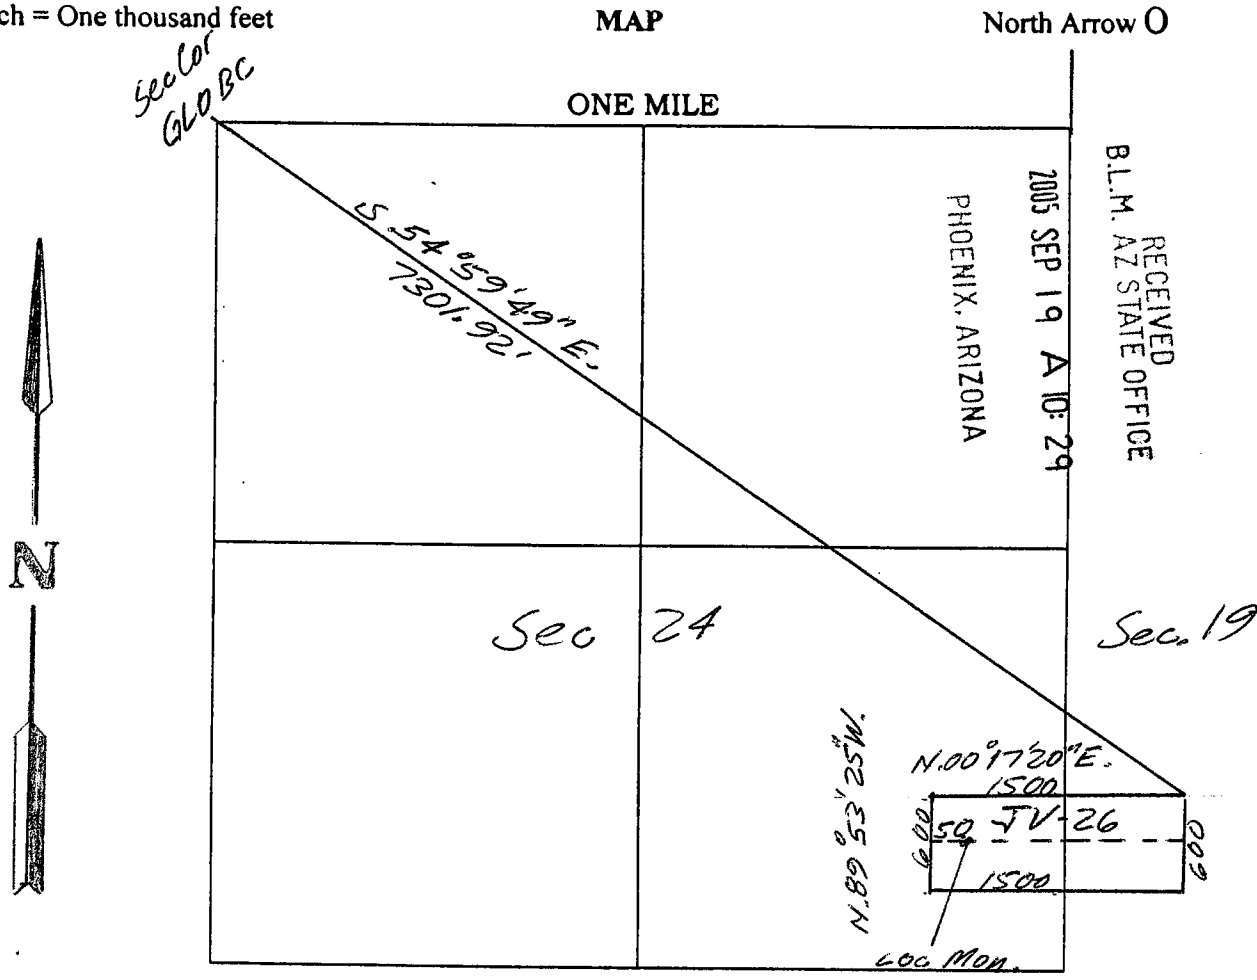 ch = One thousand feet
MAP
North Arrow O
Sec Cor
GLO BC
ONE MILE
RECEIVED
B.L.M. AZ STATE OFFICE
2005 SEP 19 A 10: 29
PHOENIX, ARIZONA
S 54°59'49" E.
7301.92'
N
Sec 24
Sec. 19
N.89°53'25"W.
N.00°17'20"E.
1500
600
50
JV-26
600
1500
Loc Mon.